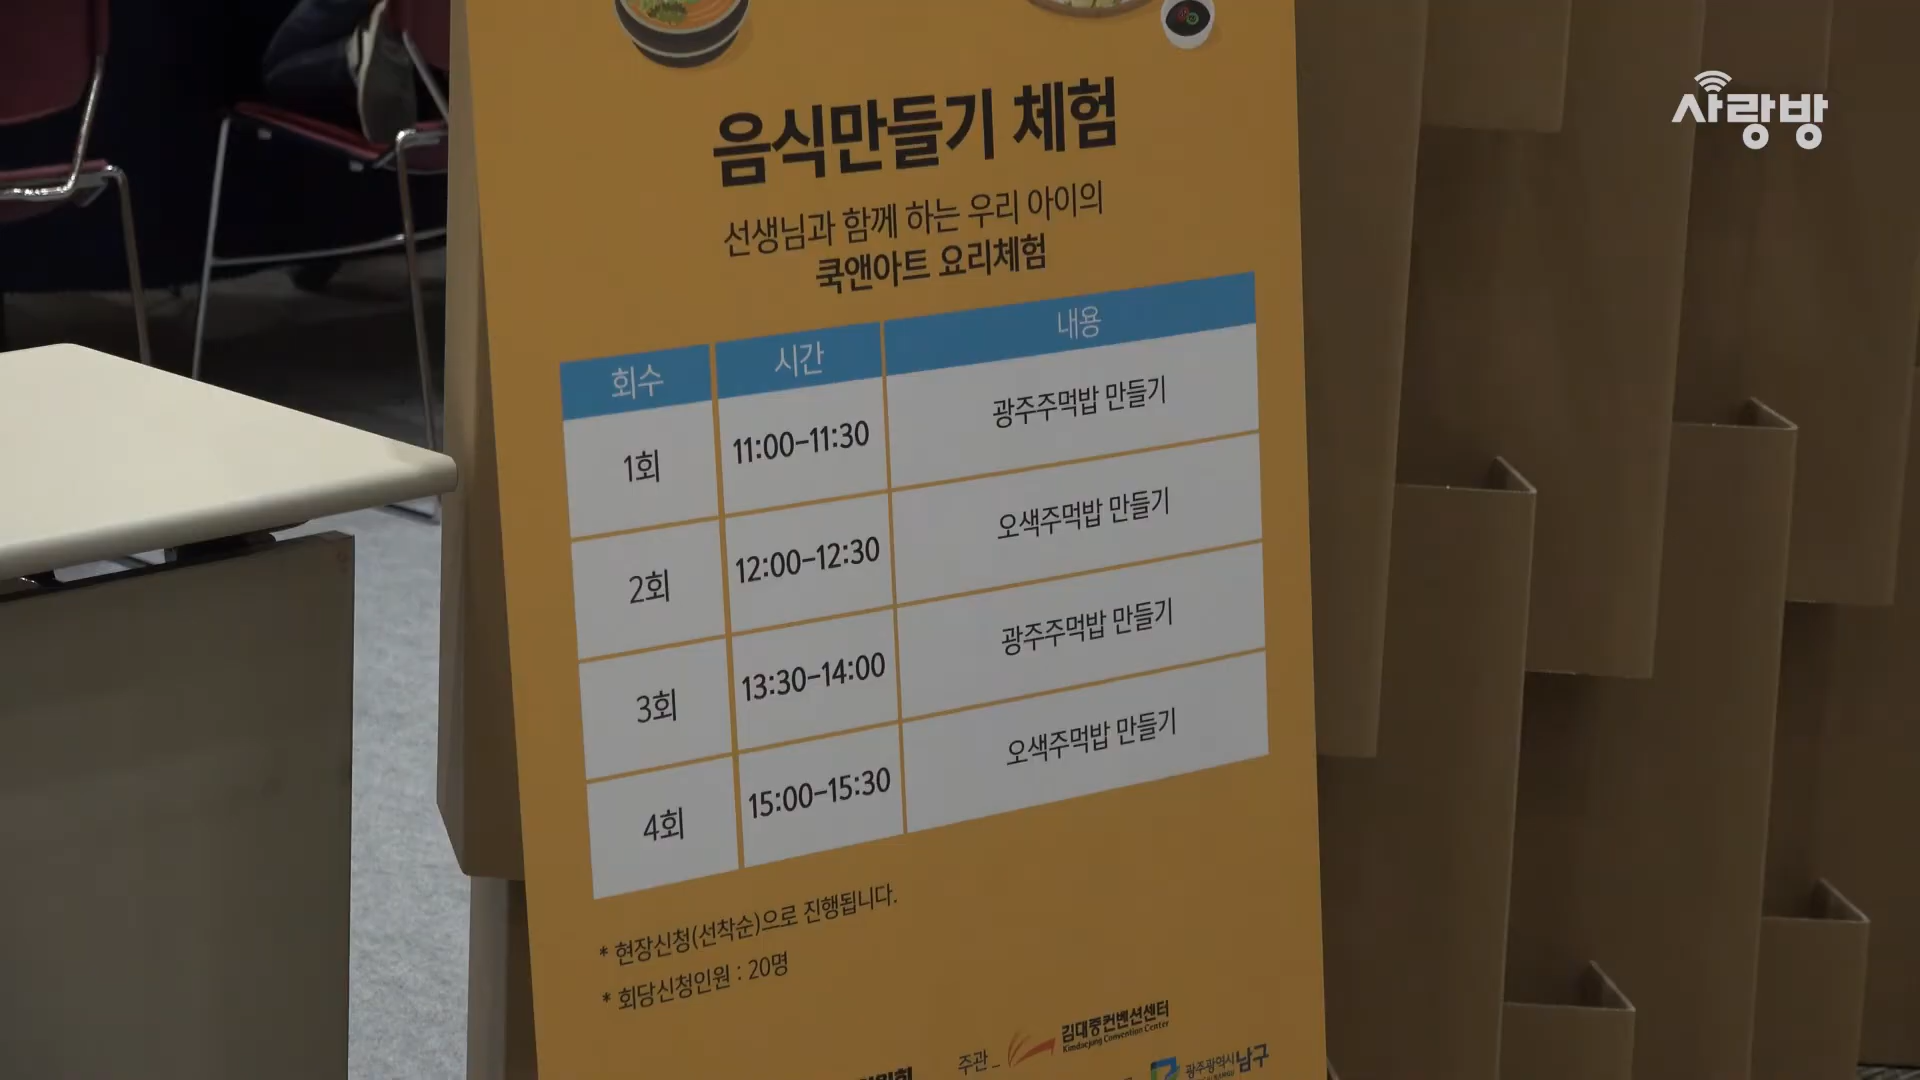 사랑방
음식만들기 체험
선생님과 함께 하는 우리 아이의
쿡앤아트 요리체험
회수 시간 내용
1회 11:00-11:30 광주주먹밥 만들기
2회 12:00-12:30 오색주먹밥 만들기
3회 13:30-14:00 광주주먹밥 만들기
4회 15:00-15:30 오색주먹밥 만들기
* 현장신청(선착순)으로 진행됩니다.
* 회당신청인원 : 20명
주관_ 김대중컨벤션센터
Kimdaejung Convention Center
광주광역시 남구